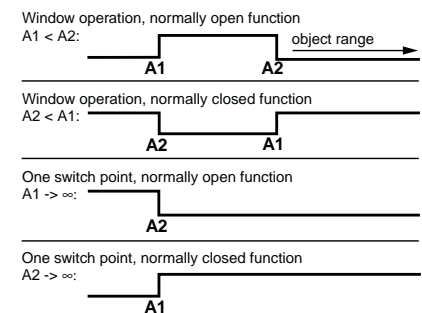 Window operation, normally open function
A1 < A2:
object range
A1 A2
Window operation, normally closed function
A2 < A1:
A2 A1
One switch point, normally open function
A1 -> ∞:
A2
One switch point, normally closed function
A2 -> ∞:
A1